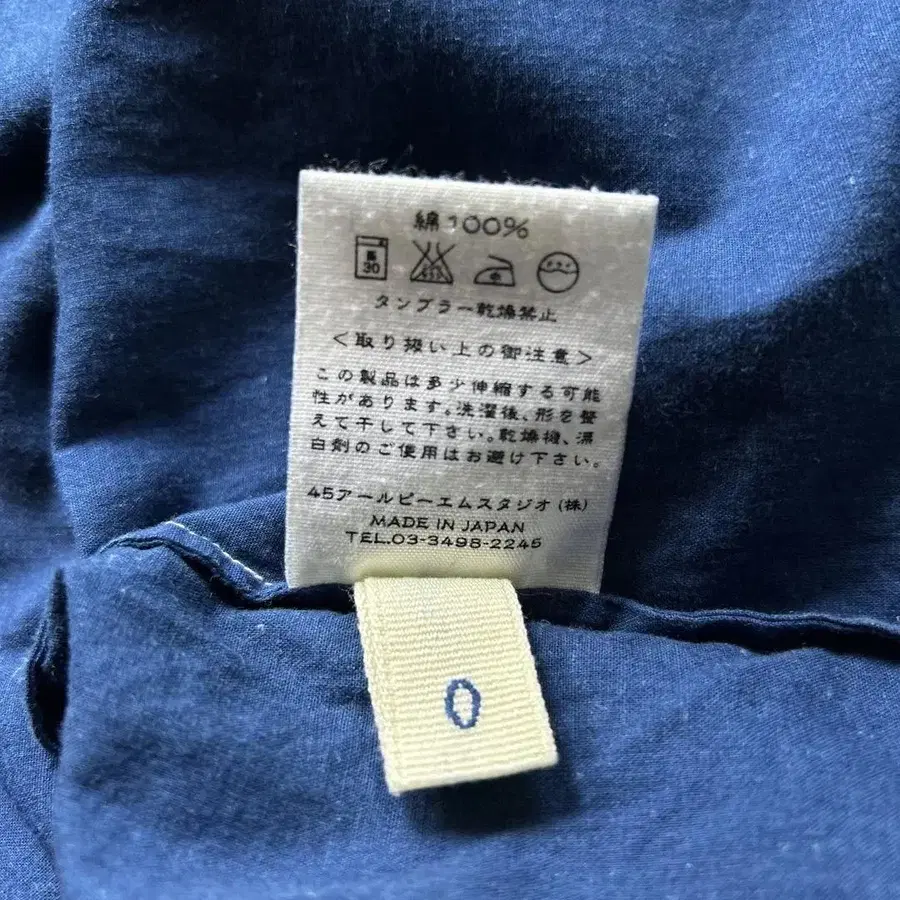 綿100%
30
タンブラー乾燥禁止
<取り扱い上の御注意>
この製品は多少伸縮する可能
性があります。洗濯後、形を整
えて干して下さい。乾燥機、漂
白剤のご使用はお避け下さい。
45アールピーエムスタジオ(株)
MADE IN JAPAN
TEL.03-3498-2245
0